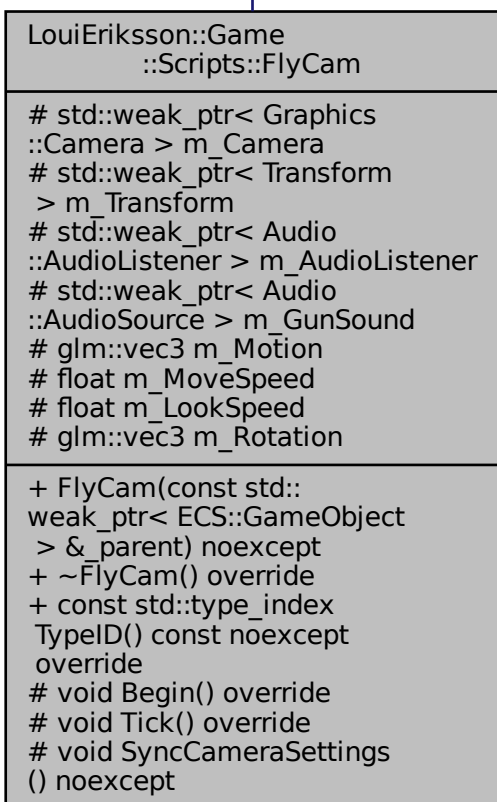 LouiEriksson::Game
::Scripts::FlyCam
# std::weak_ptr< Graphics
::Camera > m_Camera
# std::weak_ptr< Transform
> m_Transform
# std::weak_ptr< Audio
::AudioListener > m_AudioListener
# std::weak_ptr< Audio
::AudioSource > m_GunSound
# glm::vec3 m_Motion
# float m_MoveSpeed
# float m_LookSpeed
# glm::vec3 m_Rotation
+ FlyCam(const std::
weak_ptr< ECS::GameObject
> &_parent) noexcept
+ ~FlyCam() override
+ const std::type_index
TypeID() const noexcept
override
# void Begin() override
# void Tick() override
# void SyncCameraSettings
() noexcept